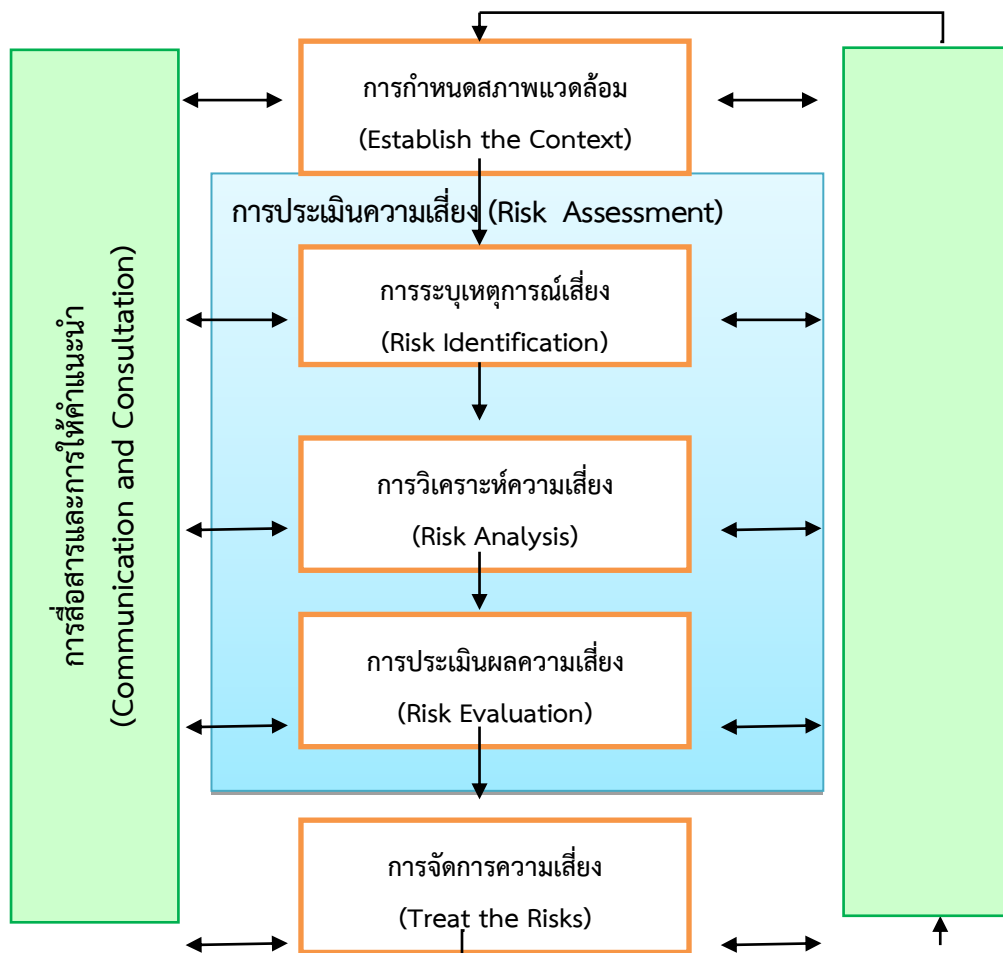 การกำหนดสภาพแวดล้อม
(Establish the Context)
การประเมินความเสี่ยง (Risk Assessment)
การระบุเหตุการณ์เสี่ยง
(Risk Identification)
การวิเคราะห์ความเสี่ยง
(Risk Analysis)
การประเมินผลความเสี่ยง
(Risk Evaluation)
การจัดการความเสี่ยง
(Treat the Risks)
การสื่อสารและการให้คำแนะนำ
(Communication and Consultation)